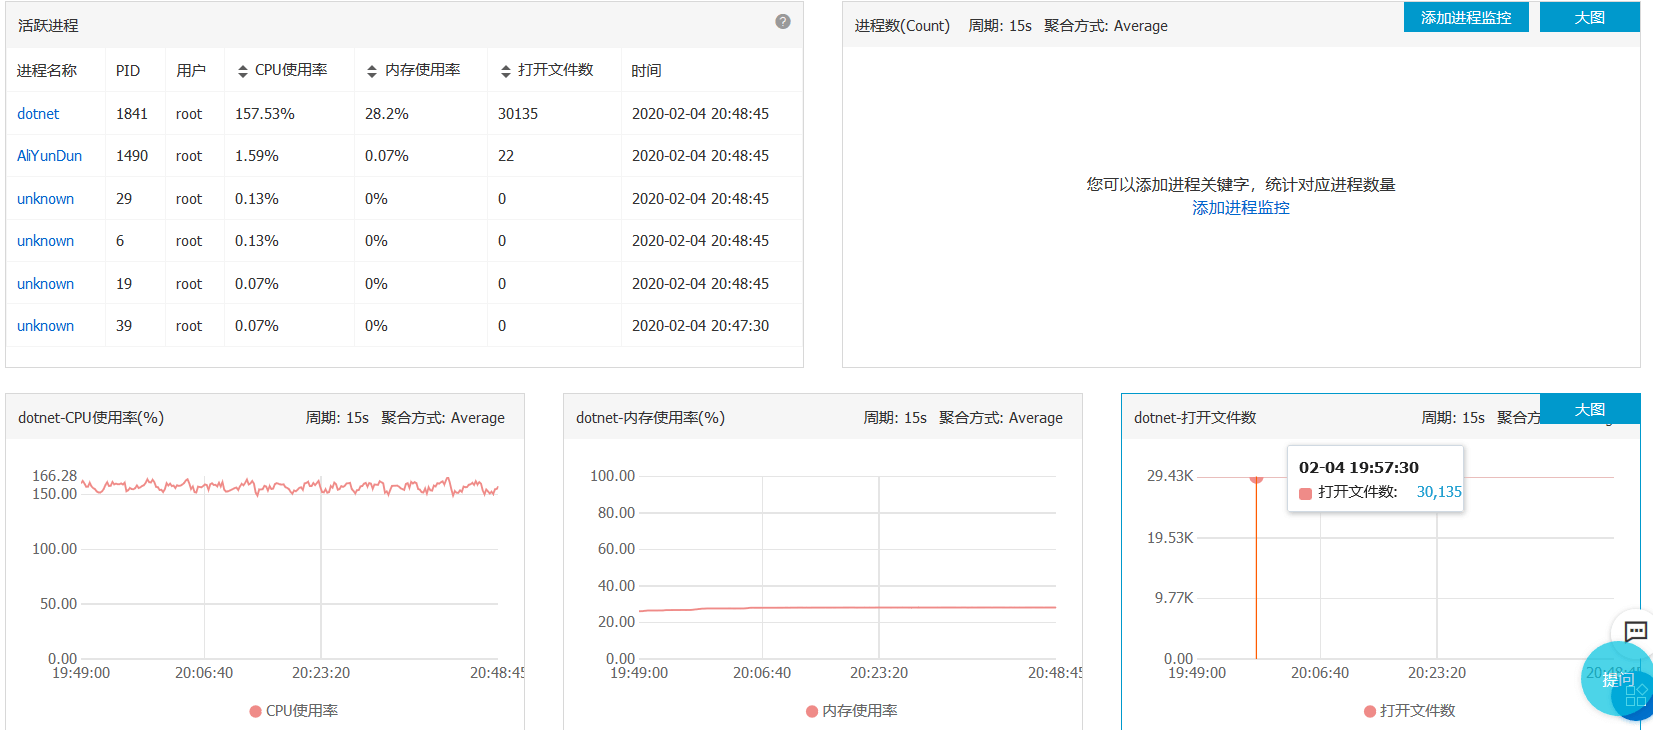 活跃进程
进程名称 PID 用户 CPU使用率 内存使用率 打开文件数 时间
dotnet 1841 root 157.53% 28.2% 30135 2020-02-04 20:48:45
AliYunDun 1490 root 1.59% 0.07% 22 2020-02-04 20:48:45
unknown 29 root 0.13% 0% 0 2020-02-04 20:48:45
unknown 6 root 0.13% 0% 0 2020-02-04 20:48:45
unknown 19 root 0.07% 0% 0 2020-02-04 20:48:45
unknown 39 root 0.07% 0% 0 2020-02-04 20:47:30
进程数(Count) 周期: 15s 聚合方式: Average 添加进程监控 大图
您可以添加进程关键字，统计对应进程数量
添加进程监控
dotnet-CPU使用率(%) 周期: 15s 聚合方式: Average
166.28
150.00
100.00
50.00
0.00
19:49:00 20:06:40 20:23:20 20:48:45
CPU使用率
dotnet-内存使用率(%) 周期: 15s 聚合方式: Average
100.00
80.00
60.00
40.00
20.00
0.00
19:49:00 20:06:40 20:23:20 20:48:45
内存使用率
dotnet-打开文件数 周期: 15s 聚合方 大图
02-04 19:57:30
打开文件数: 30,135
29.43K
19.53K
9.77K
0.00
19:49:00 20:06:40 20:23:20 20:48:45
打开文件数
提问